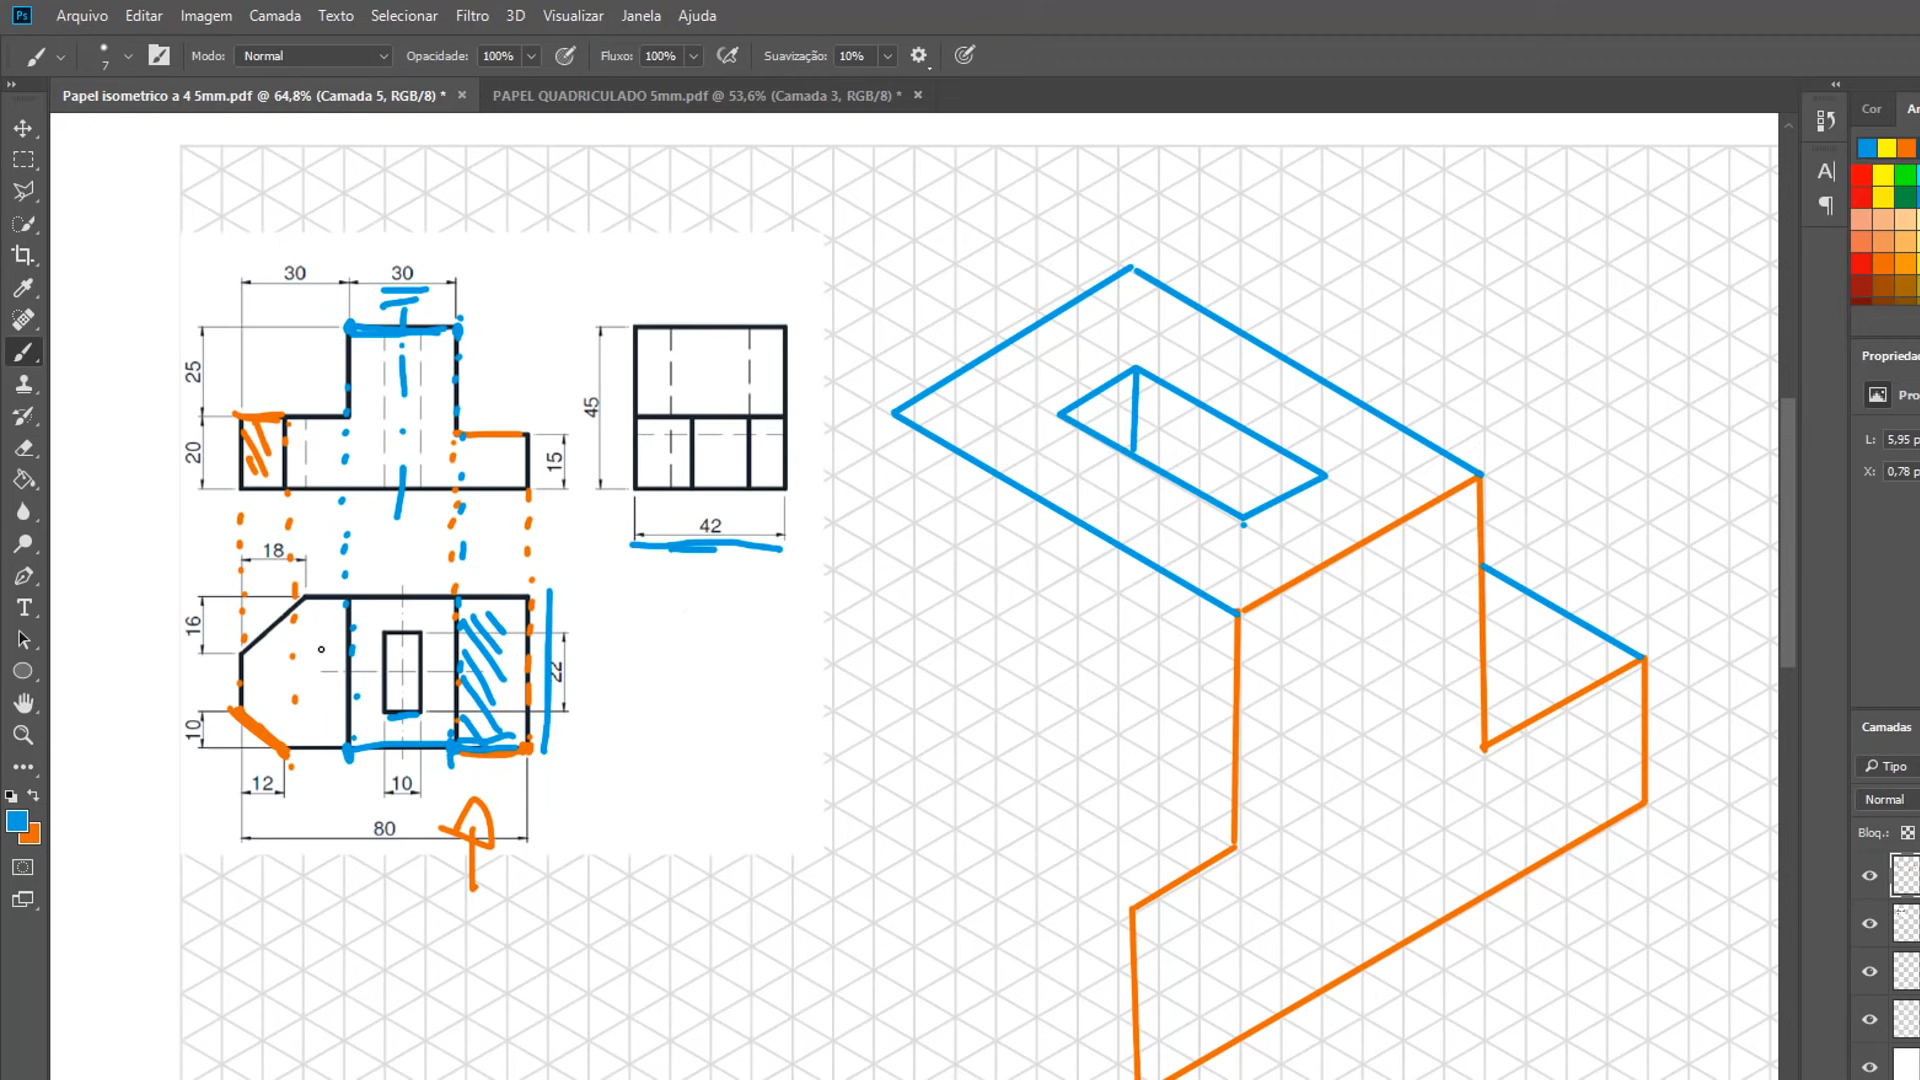 Ps Arquivo Editar Imagem Camada Texto Selecionar Filtro 3D Visualizar Janela Ajuda
7 Modo: Normal Opacidade: 100% Fluxo: 100% Suavização: 10%
Papel isometrico a 4 5mm.pdf @ 64,8% (Camada 5, RGB/8) * × PAPEL QUADRICULADO 5mm.pdf @ 53,6% (Camada 3, RGB/8) * ×
Cor
30 30
25
20
15
45
42
18
16
22
10
12
10
80
Propriedad
L: 5,95 p
X: 0,78 p
Camadas
Tipo
Normal
Bloq.: